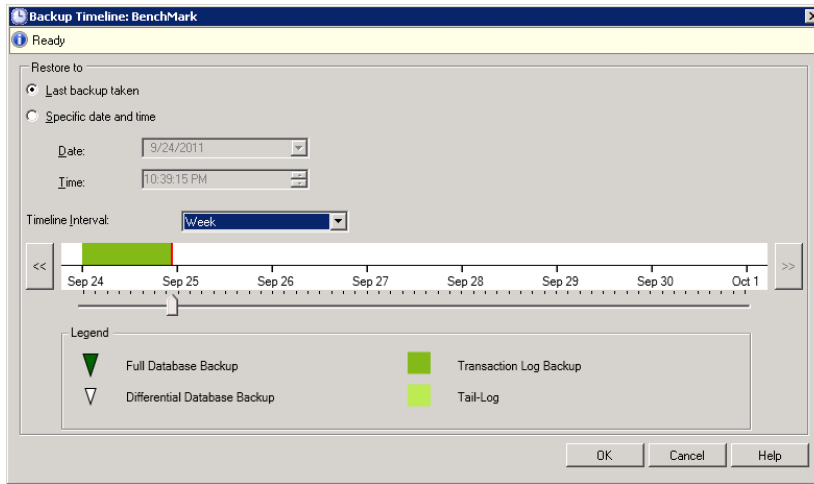 Backup Timeline: BenchMark
Ready
Restore to
Last backup taken
Specific date and time
Date: 9/24/2011
Time: 10:39:15 PM
Timeline Interval: Week
<< >>
Sep 24 Sep 25 Sep 26 Sep 27 Sep 28 Sep 29 Sep 30 Oct 1
Legend
Full Database Backup Transaction Log Backup
Differential Database Backup Tail-Log
OK Cancel Help